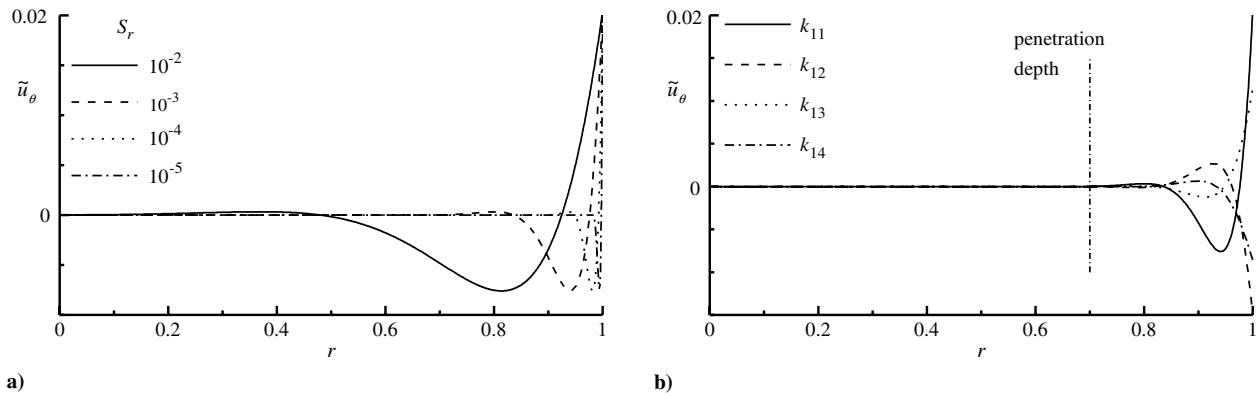 0.02
S_r
10^-2
ũ_θ
10^-3
10^-4
10^-5
0
0 0.2 0.4 0.6 0.8 1
r
a)
0.02
k_11
penetration
depth
k_12
ũ_θ
k_13
k_14
0
0 0.2 0.4 0.6 0.8 1
r
b)